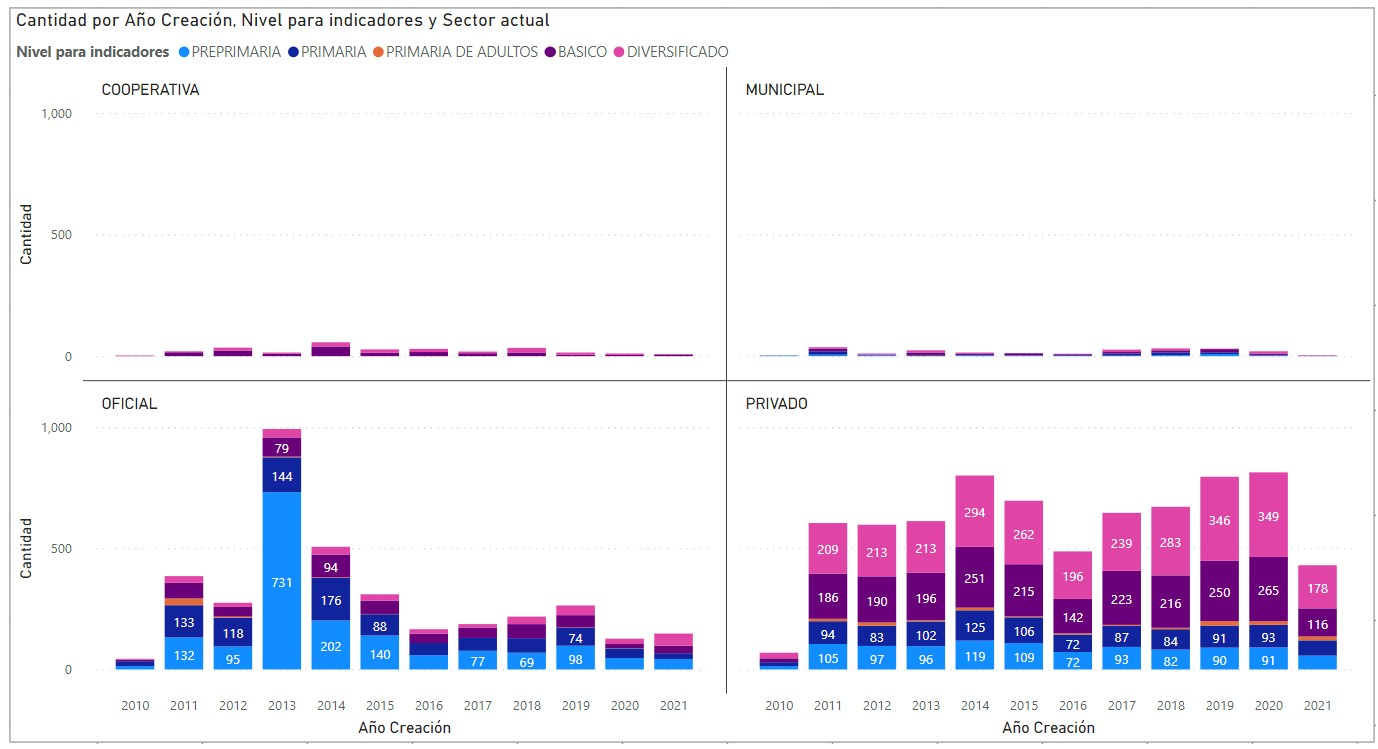 Cantidad por Año Creación, Nivel para indicadores y Sector actual
Nivel para indicadores PREPRIMARIA PRIMARIA PRIMARIA DE ADULTOS BASICO DIVERSIFICADO
COOPERATIVA
1,000
500
0
Cantidad
MUNICIPAL
OFICIAL
1,000
500
0
Cantidad
132 133
95 118
731 144 79
202 176 94
140 88
77
69
98 74
2010 2011 2012 2013 2014 2015 2016 2017 2018 2019 2020 2021
Año Creación
PRIVADO
105 94 186 209
97 83 190 213
96 102 196 213
119 125 251 294
109 106 215 262
72 72 142 196
93 87 223 239
82 84 216 283
90 91 250 346
91 93 265 349
116 178
2010 2011 2012 2013 2014 2015 2016 2017 2018 2019 2020 2021
Año Creación